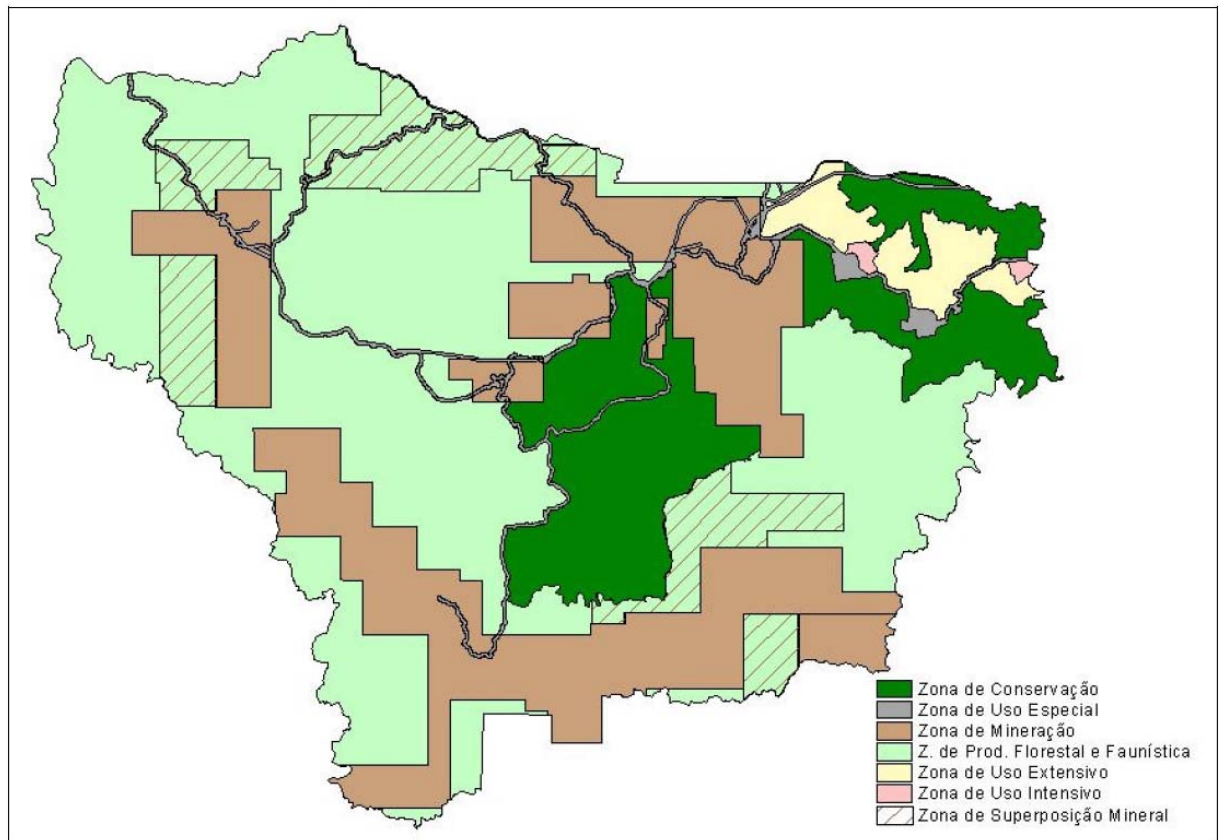 Zona de Conservação
Zona de Uso Especial
Zona de Mineração
Z. de Prod. Florestal e Faunística
Zona de Uso Extensivo
Zona de Uso Intensivo
Zona de Superposição Mineral